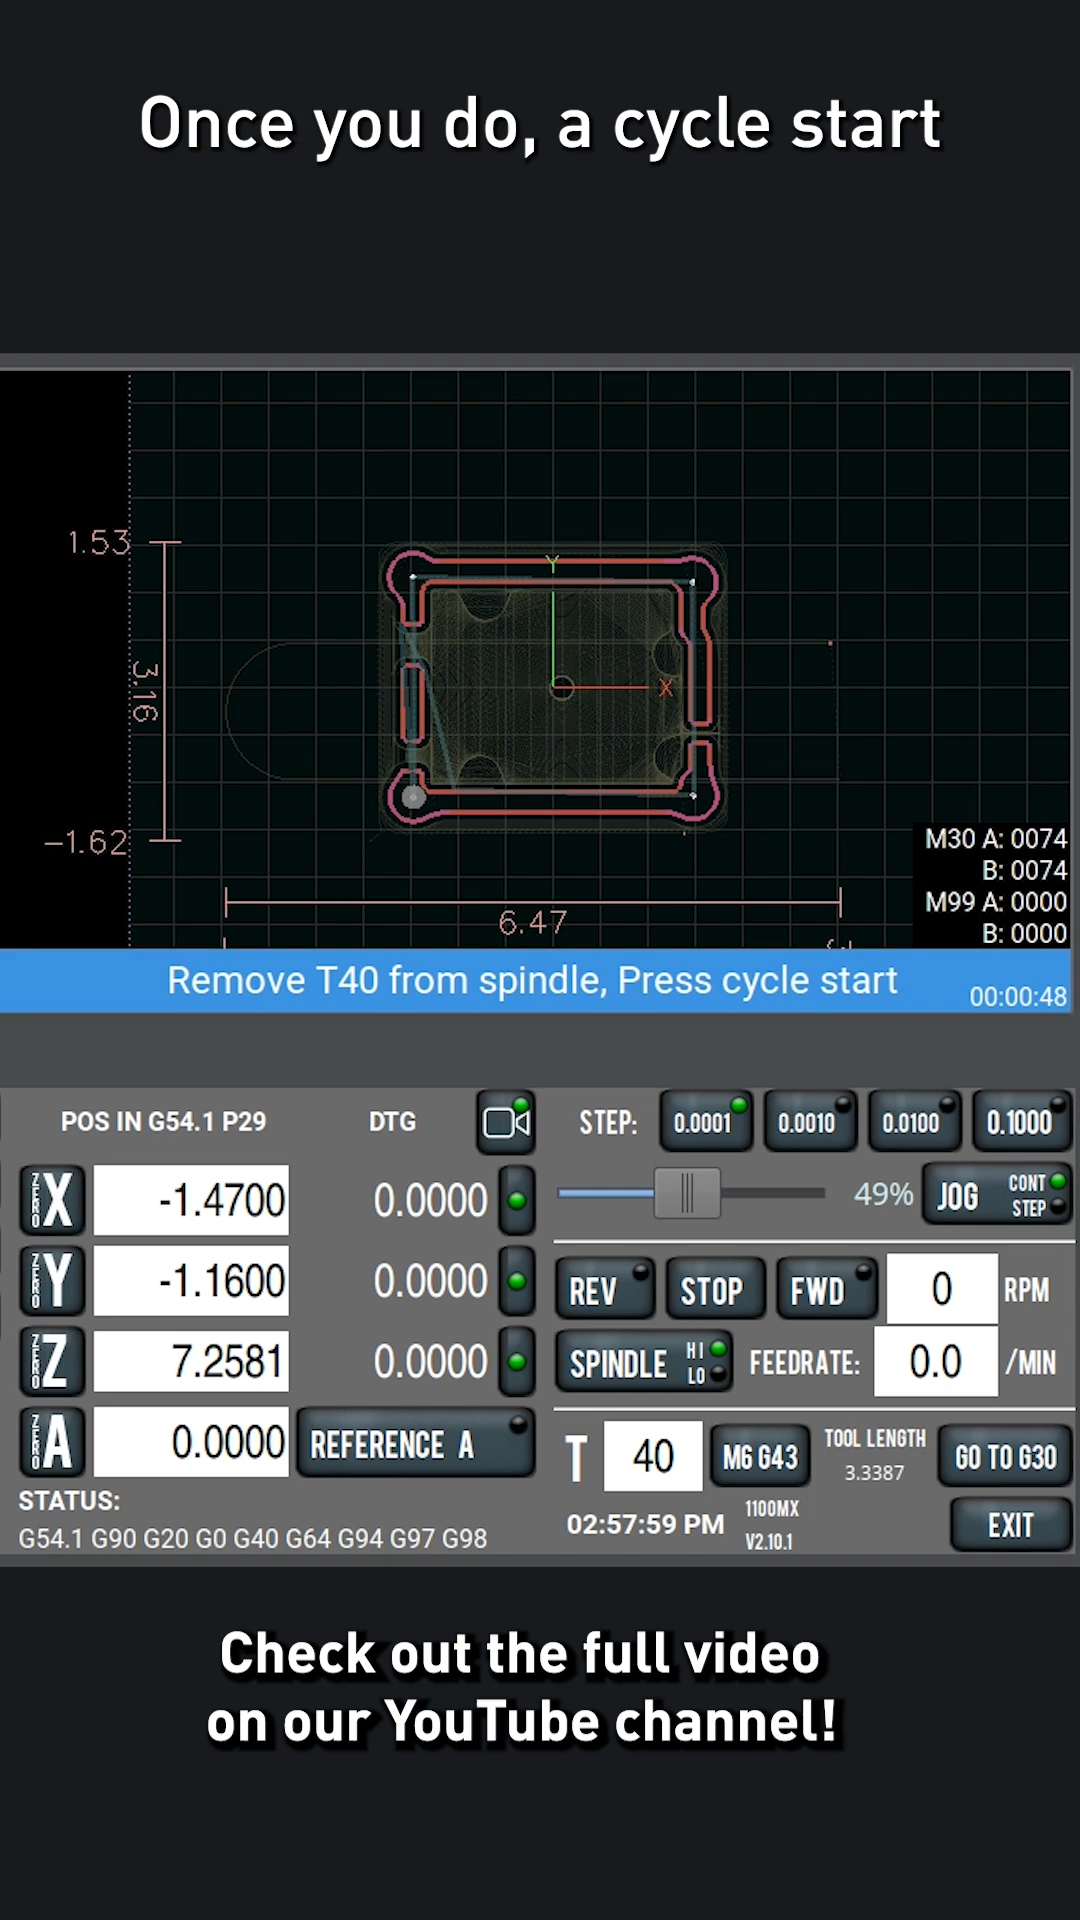 Once you do, a cycle start
1.53
Y
3.16
X
-1.62
M30 A: 0074
B: 0074
M99 A: 0000
B: 0000
6.47
Remove T40 from spindle, Press cycle start
00:00:48
POS IN G54.1 P29
DTG
STEP:
0.0001
0.0010
0.0100
0.1000
ZERO X
-1.4700
0.0000
49%
JOG
CONT
STEP
ZERO Y
-1.1600
0.0000
REV
STOP
FWD
0
RPM
ZERO Z
7.2581
0.0000
SPINDLE
HI
LO
FEEDRATE:
0.0
/MIN
ZERO A
0.0000
REFERENCE A
T
40
M6 G43
TOOL LENGTH
3.3387
GO TO G30
STATUS:
G54.1 G90 G20 G0 G40 G64 G94 G97 G98
02:57:59 PM
1100MX
V2.10.1
EXIT
Check out the full video
on our YouTube channel!